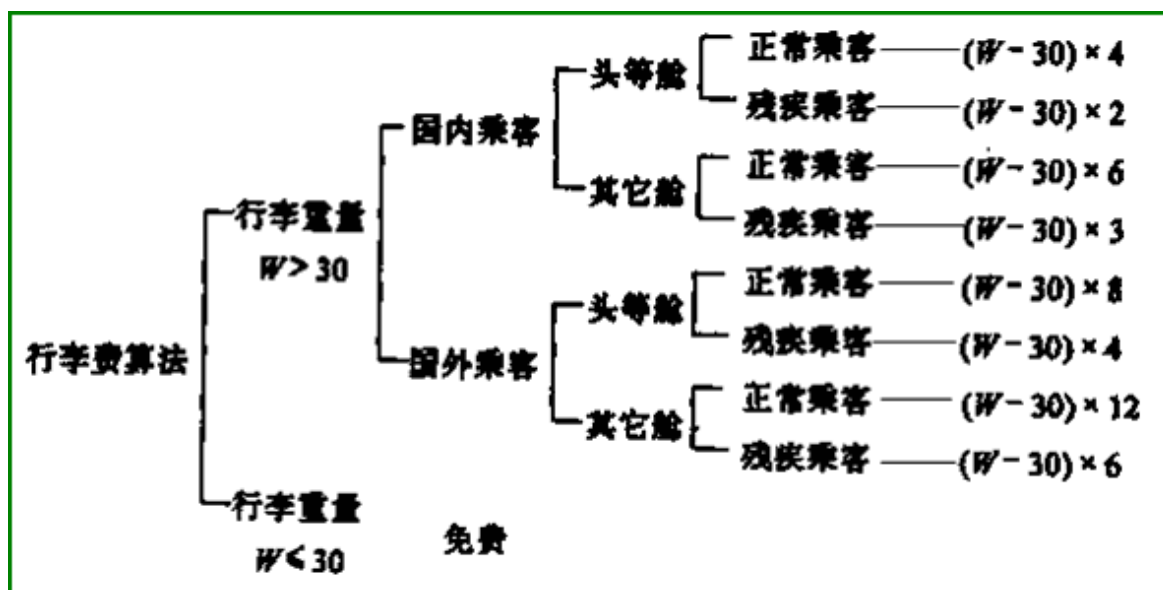 正常乘客 (W-30)×4
头等舱
残疾乘客 (W-30)×2
国内乘客
正常乘客 (W-30)×6
其它舱
行李重量
残疾乘客 (W-30)×3
W>30
正常乘客 (W-30)×8
头等舱
行李费算法
残疾乘客 (W-30)×4
国外乘客
正常乘客 (W-30)×12
其它舱
残疾乘客 (W-30)×6
行李重量
免费
W≤30